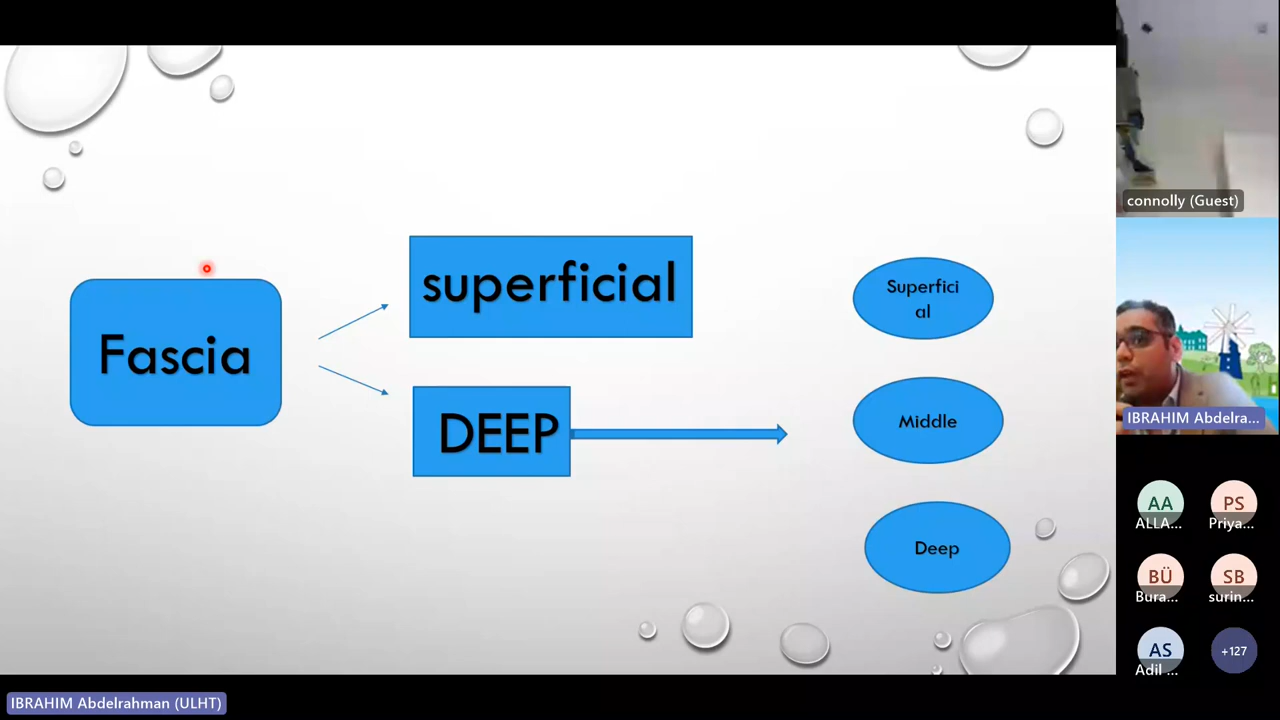 Fascia
superficial
DEEP
Superfici
al
Middle
Deep
connolly (Guest)
IBRAHIM Abdelra...
AA
ALLA...
PS
Priya...
BÜ
Bura...
SB
surin...
AS
Adil ...
+127
IBRAHIM Abdelrahman (ULHT)